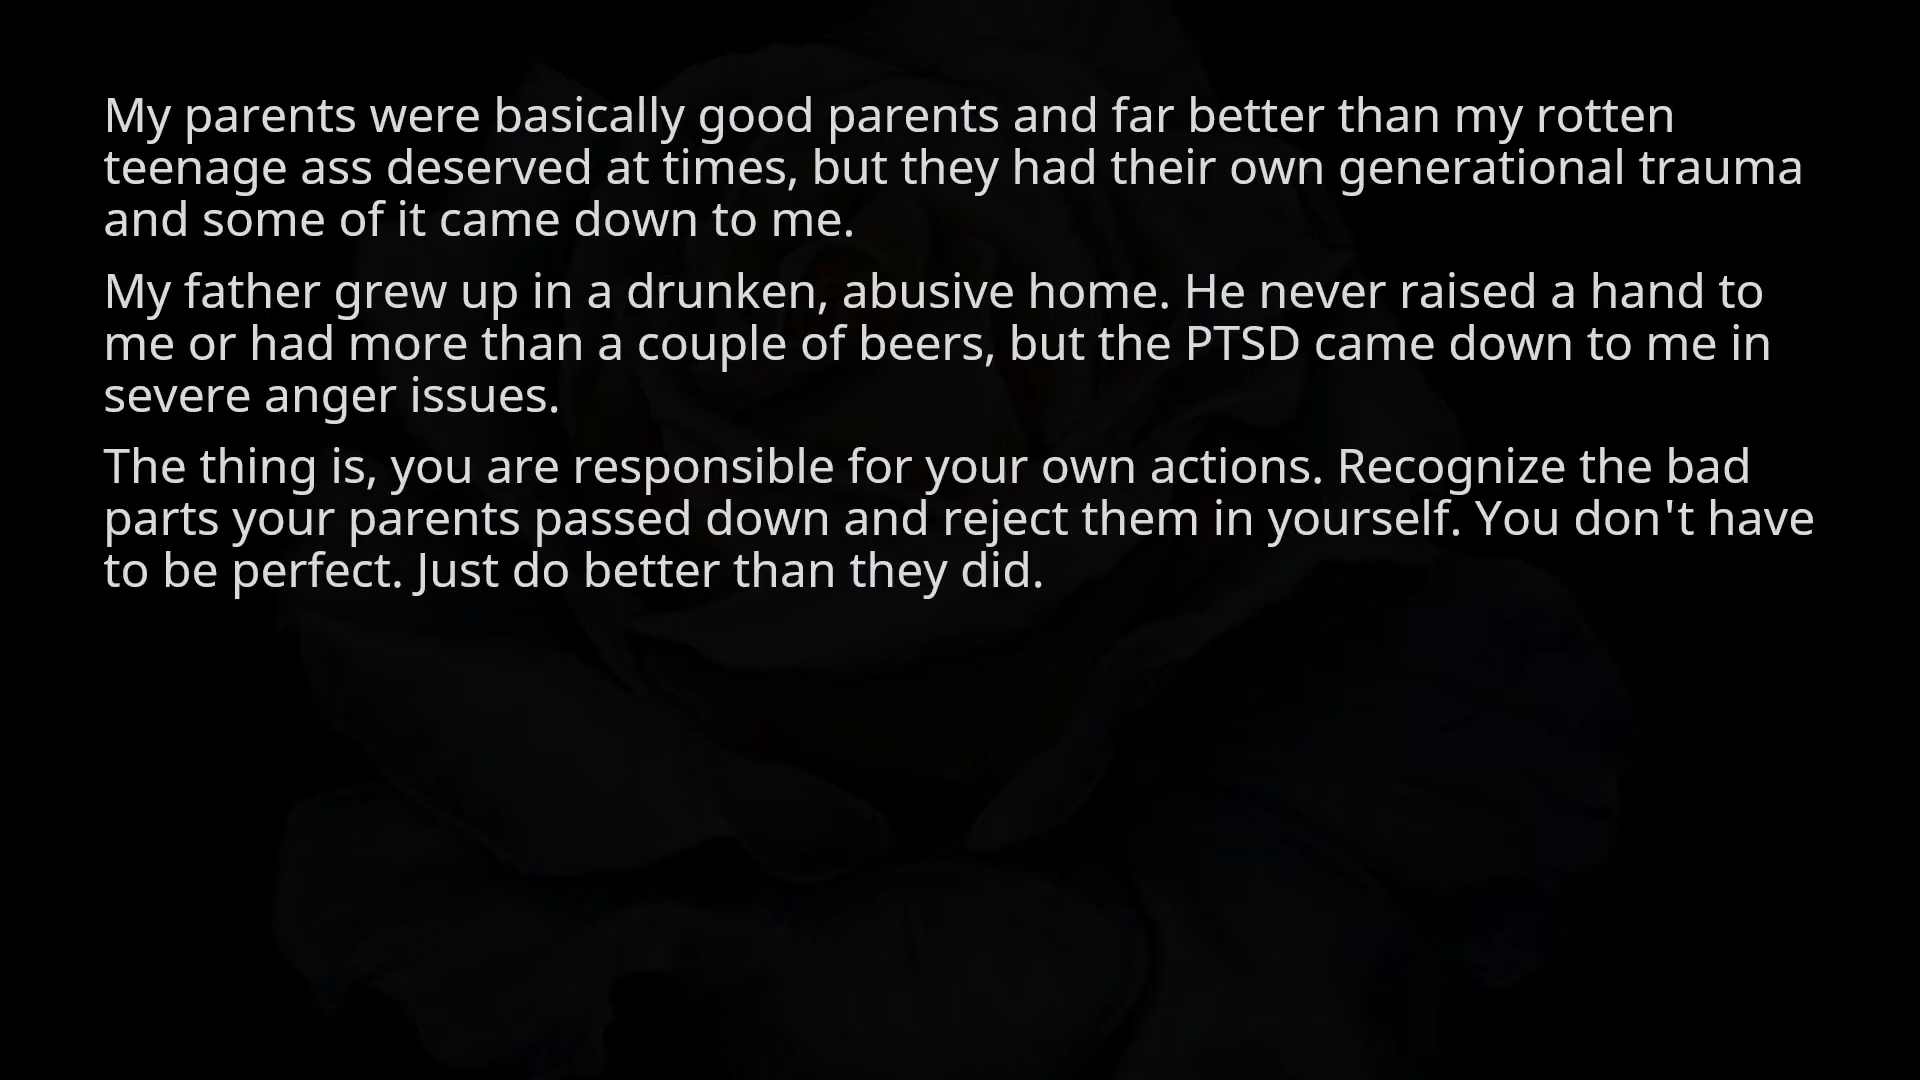 My parents were basically good parents and far better than my rotten
teenage ass deserved at times, but they had their own generational trauma
and some of it came down to me.
My father grew up in a drunken, abusive home. He never raised a hand to
me or had more than a couple of beers, but the PTSD came down to me in
severe anger issues.
The thing is, you are responsible for your own actions. Recognize the bad
parts your parents passed down and reject them in yourself. You don't have
to be perfect. Just do better than they did.